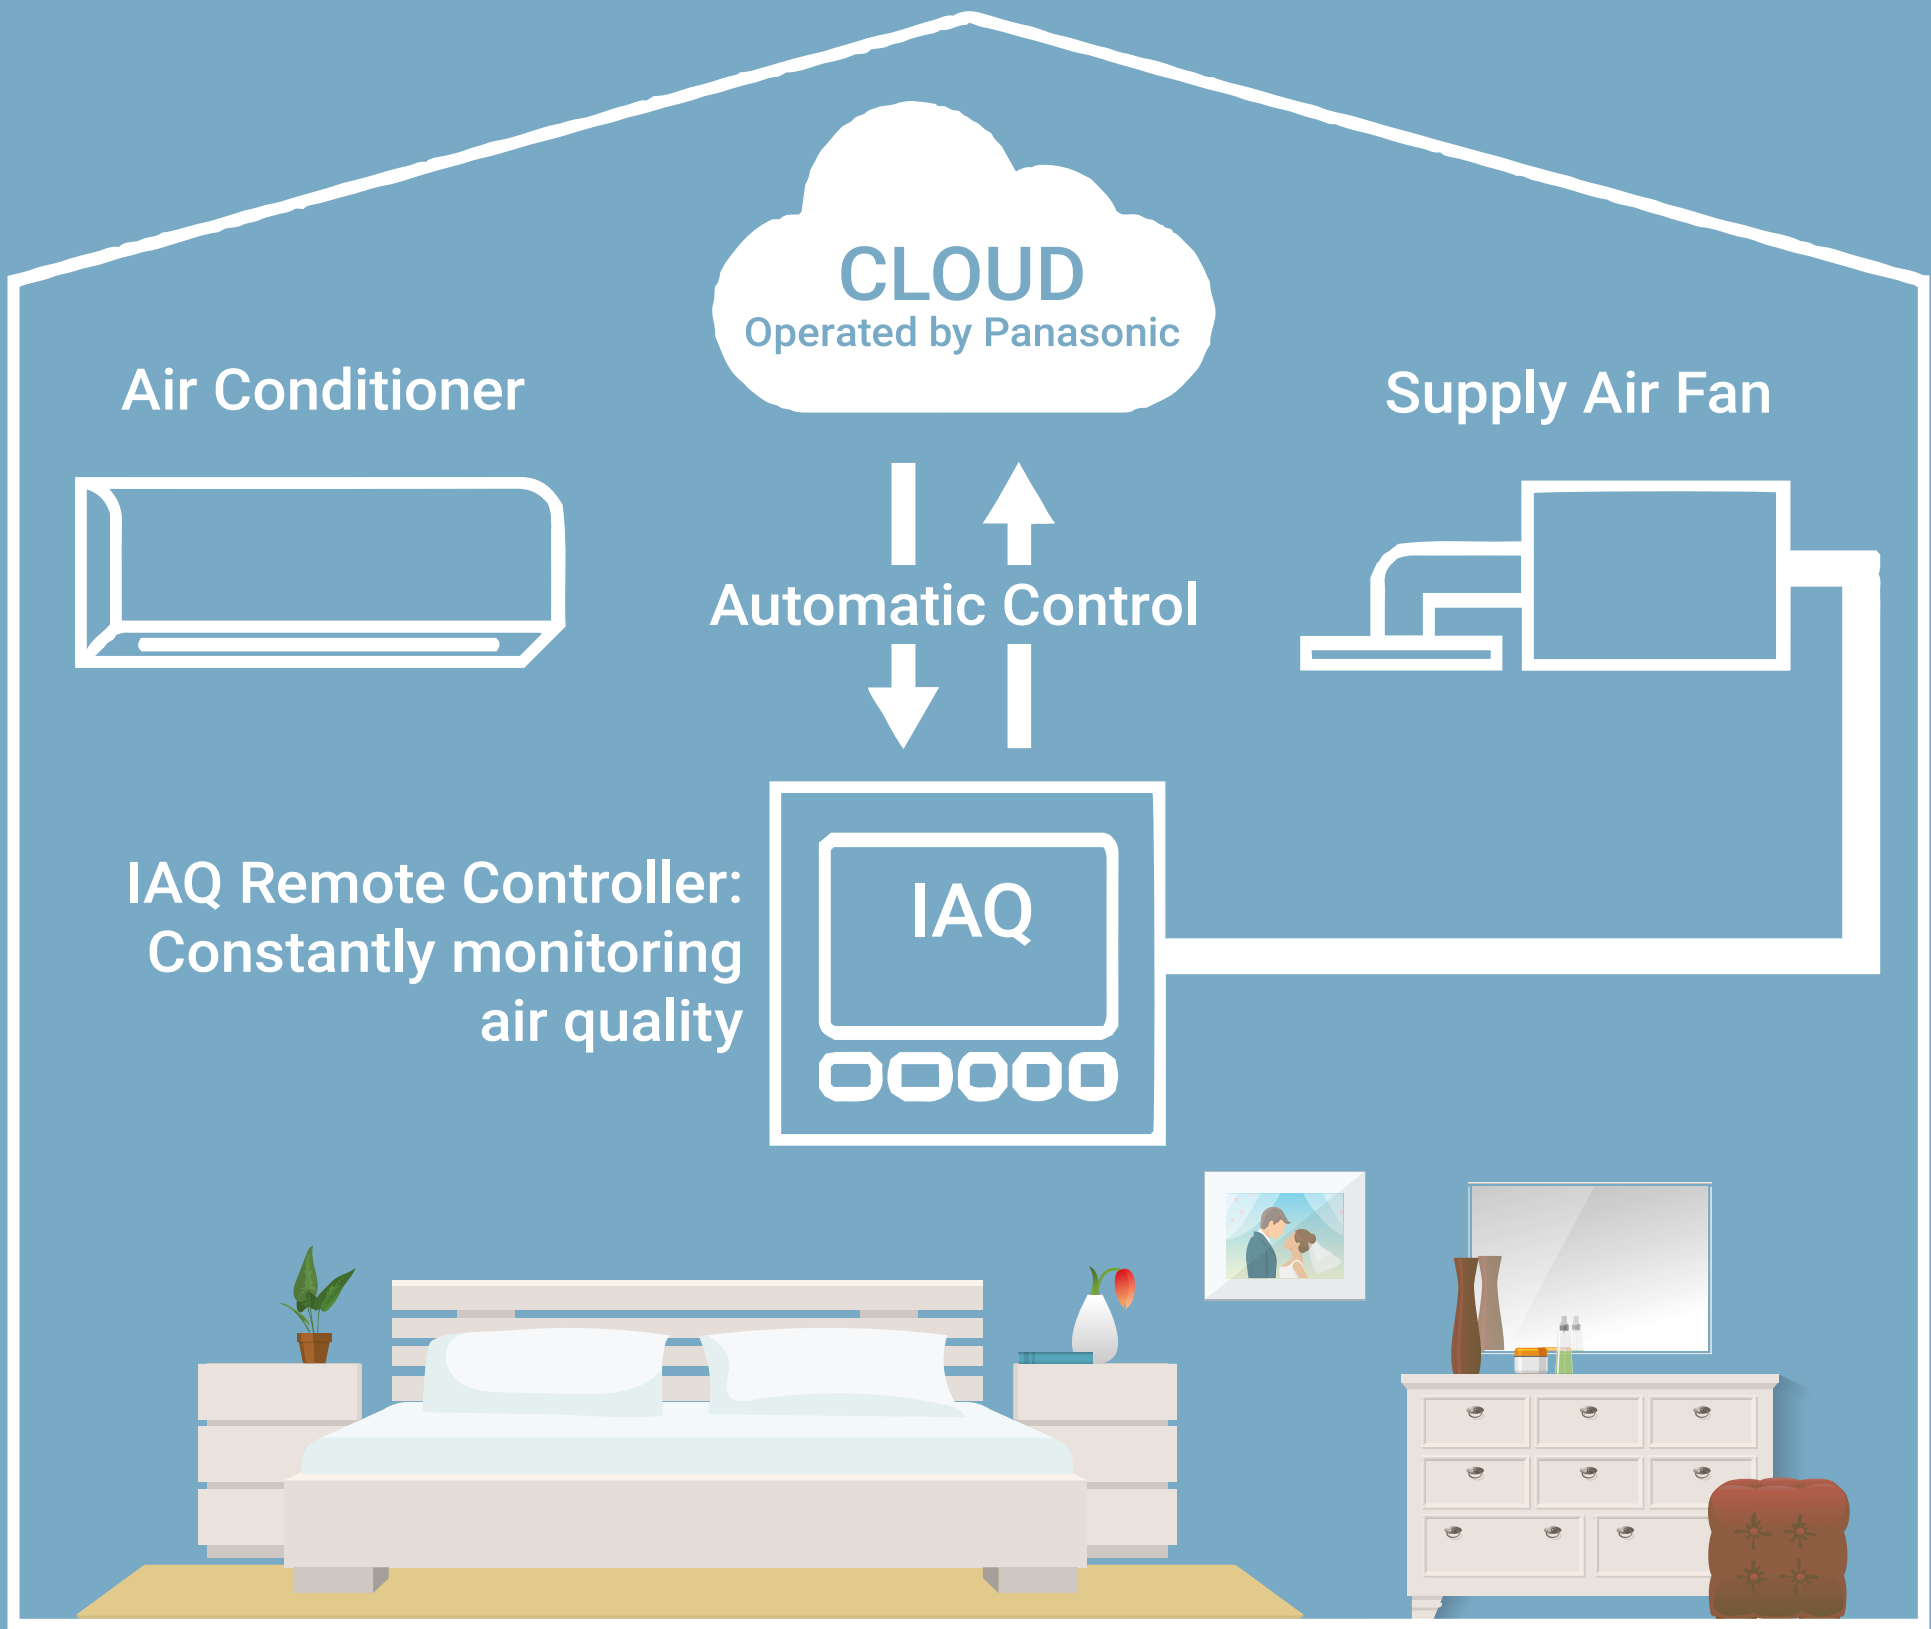 CLOUD
Operated by Panasonic
Air Conditioner
Supply Air Fan
Automatic Control
IAQ Remote Controller:
Constantly monitoring
air quality
IAQ